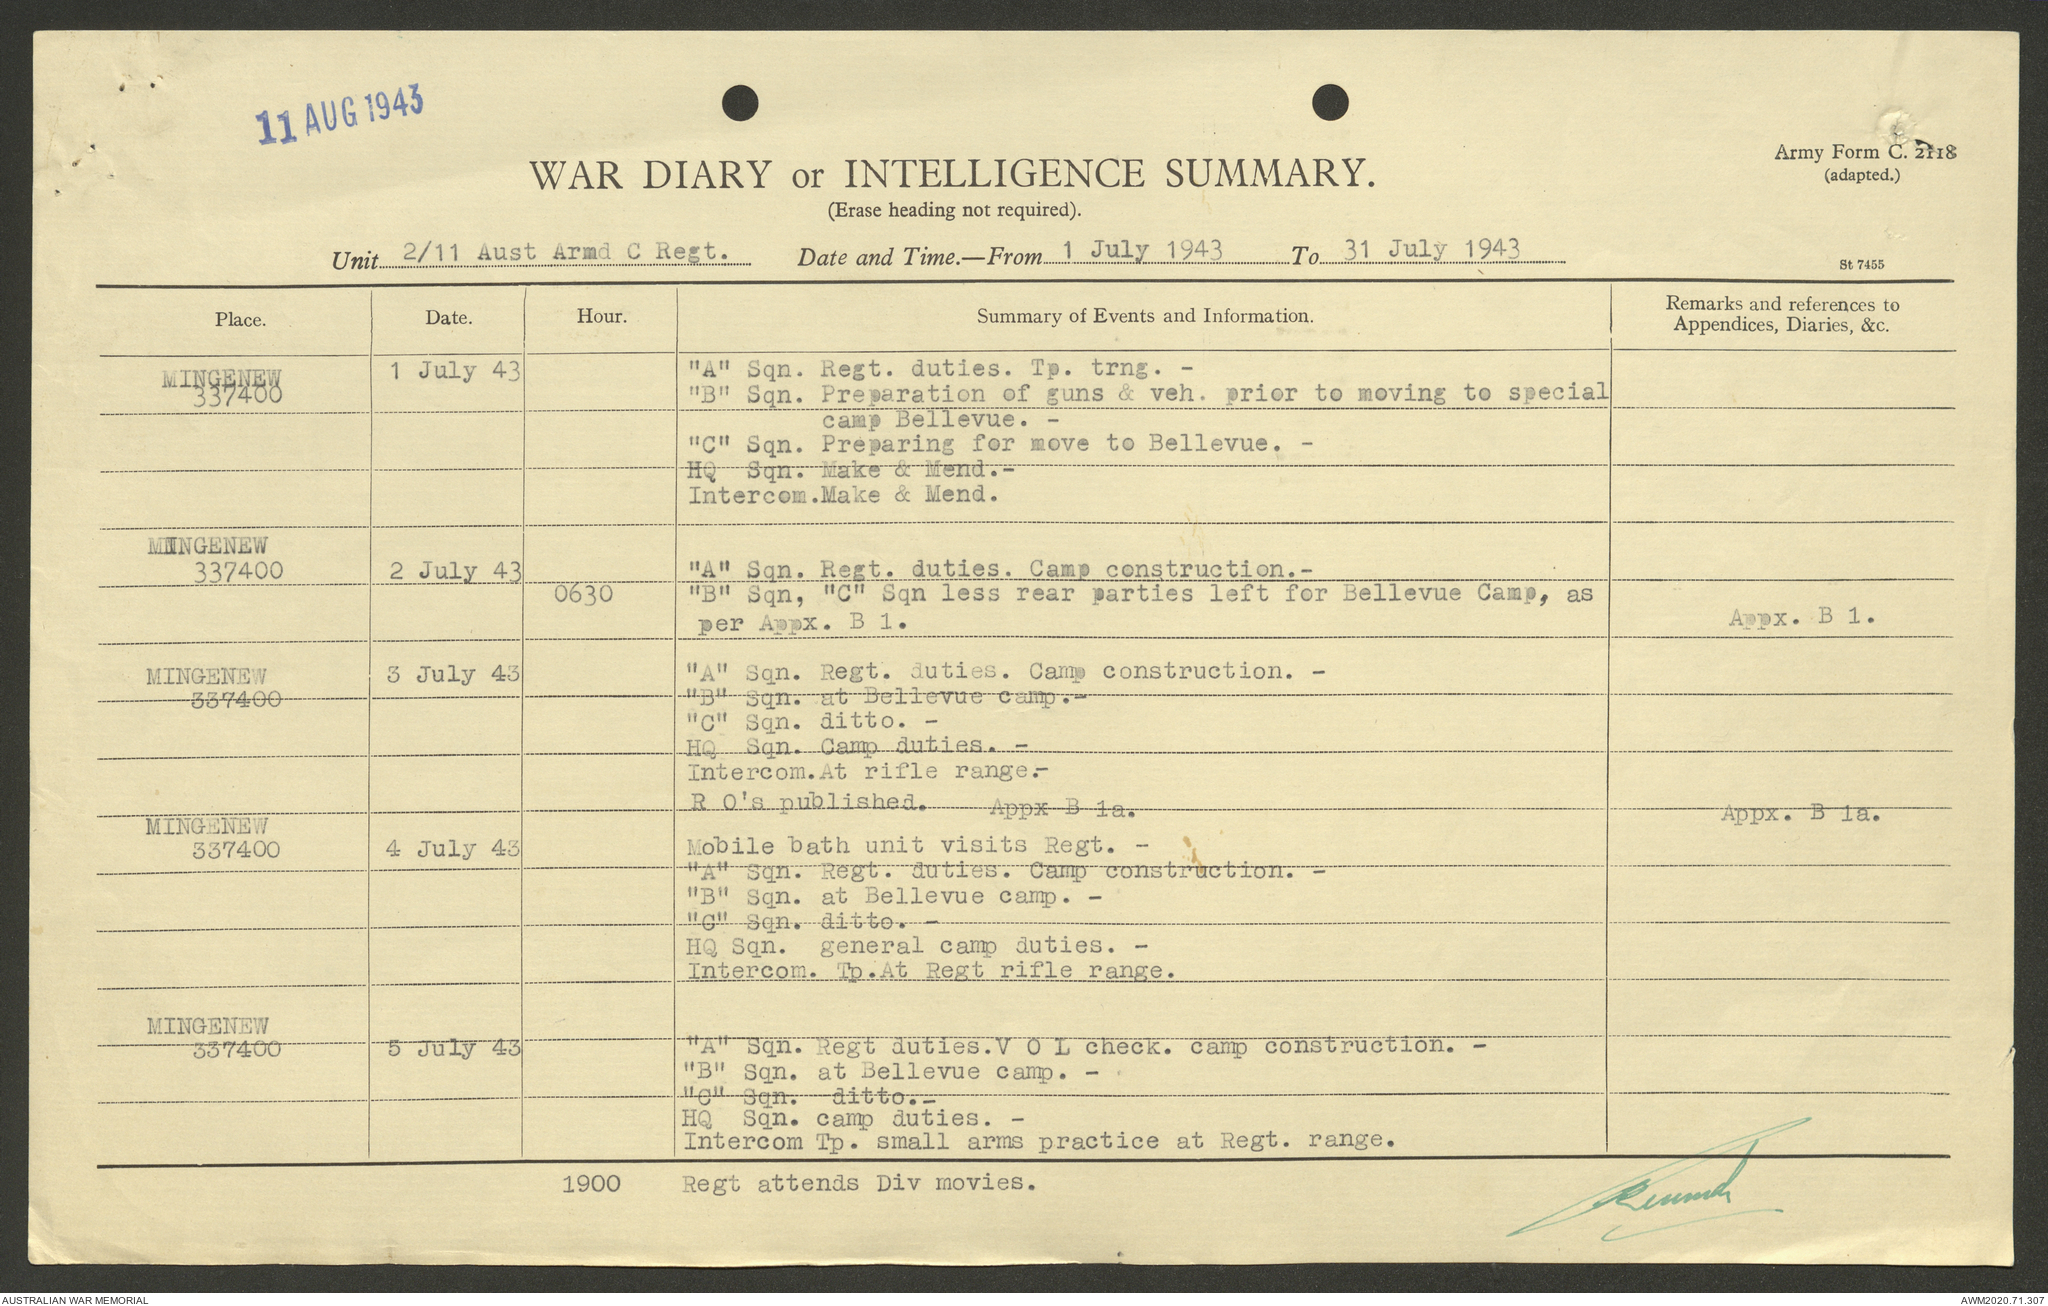 11 AUG 1943
Army Form C. 2118
(adapted.)
WAR DIARY or INTELLIGENCE SUMMARY.
(Erase heading not required).
Unit 2/11 Aust Armd C Regt. Date and Time.—From 1 July 1943 To 31 July 1943
St 7455
Place. Date. Hour. Summary of Events and Information. Remarks and references to
Appendices, Diaries, &c.
MINGENEW 1 July 43 "A" Sqn. Regt. duties. Tp. trng. -
337400 "B" Sqn. Preparation of guns & veh. prior to moving to special
camp Bellevue. -
"C" Sqn. Preparing for move to Bellevue. -
HQ Sqn. Make & Mend.-
Intercom.Make & Mend.
MINGENEW
337400 2 July 43 "A" Sqn. Regt. duties. Camp construction.-
0630 "B" Sqn, "C" Sqn less rear parties left for Bellevue Camp, as
per Appx. B 1. Appx. B 1.
MINGENEW 3 July 43 "A" Sqn. Regt. duties. Camp construction. -
337400 "B" Sqn. at Bellevue camp.-
"C" Sqn. ditto. -
HQ Sqn. Camp duties. -
Intercom.At rifle range.-
R O's published. Appx B 1a. Appx. B 1a.
MINGENEW
337400 4 July 43 Mobile bath unit visits Regt. -
"A" Sqn. Regt. duties. Camp construction. -
"B" Sqn. at Bellevue camp. -
"C" Sqn. ditto. -
HQ Sqn. general camp duties. -
Intercom. Tp.At Regt rifle range.
MINGENEW
337400 5 July 43 "A" Sqn. Regt duties.V O L check. camp construction. -
"B" Sqn. at Bellevue camp. -
"C" Sqn. ditto.-
HQ Sqn. camp duties. -
Intercom Tp. small arms practice at Regt. range.
1900 Regt attends Div movies.
AUSTRALIAN WAR MEMORIAL
AWM2020.71.307